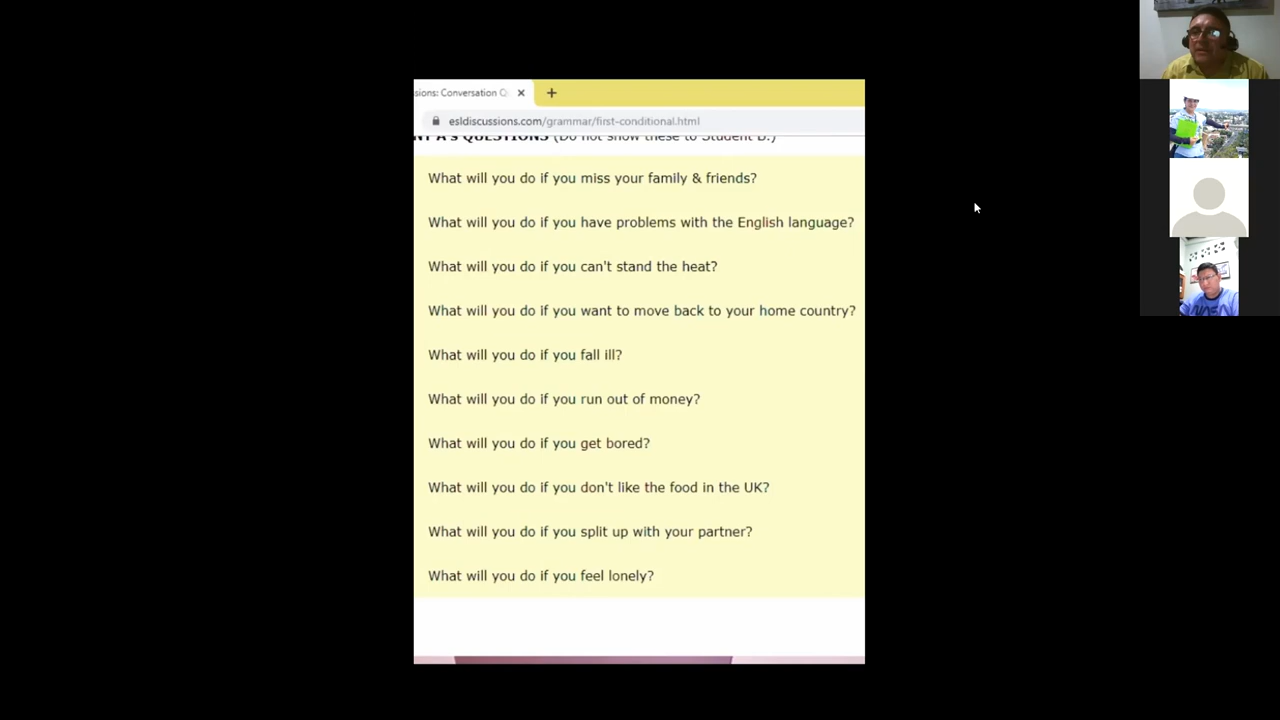 sions: Conversation Q
esldiscussions.com/grammar/first-conditional.html
NT A's QUESTIONS (Do not show these to Student B.)
What will you do if you miss your family & friends?
What will you do if you have problems with the English language?
What will you do if you can't stand the heat?
What will you do if you want to move back to your home country?
What will you do if you fall ill?
What will you do if you run out of money?
What will you do if you get bored?
What will you do if you don't like the food in the UK?
What will you do if you split up with your partner?
What will you do if you feel lonely?